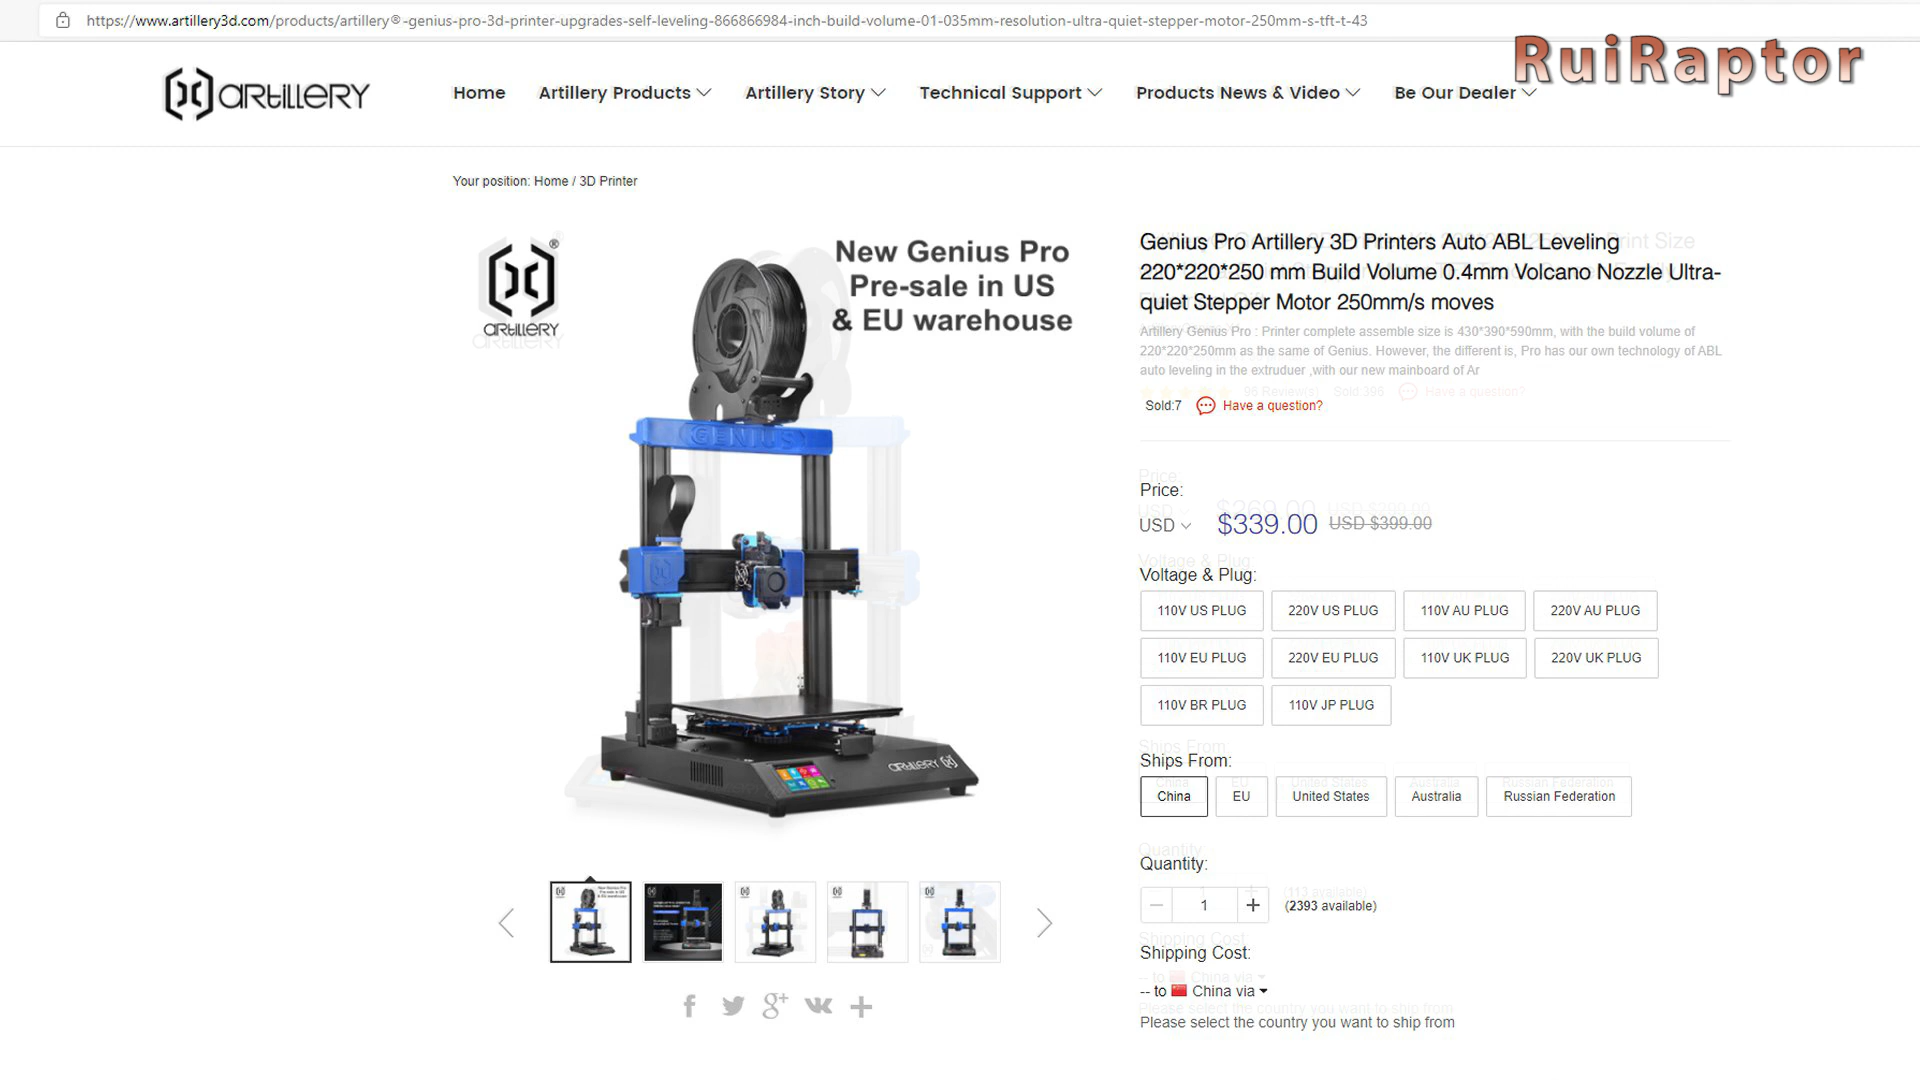 https://www.artillery3d.com/products/artillery®-genius-pro-3d-printer-upgrades-self-leveling-866866984-inch-build-volume-01-035mm-resolution-ultra-quiet-stepper-motor-250mm-s-tft-t-43
RuiRaptor
ARTILLERY
Home
Artillery Products
Artillery Story
Technical Support
Products News & Video
Be Our Dealer
Your position: Home / 3D Printer
®
ARTILLERY
New Genius Pro
Pre-sale in US
& EU warehouse
GENIUS
ARTILLERY
Genius Pro Artillery 3D Printers Auto ABL Leveling
220*220*250 mm Build Volume 0.4mm Volcano Nozzle Ultra-
quiet Stepper Motor 250mm/s moves
Artillery Genius Pro : Printer complete assemble size is 430*390*590mm, with the build volume of
220*220*250mm as the same of Genius. However, the different is, Pro has our own technology of ABL
auto leveling in the extruduer ,with our new mainboard of Ar
96 Review(s) Sold:395 Have a question?
Sold:7 Have a question?
Price:
USD $339.00 USD $399.00
Voltage & Plug:
110V US PLUG 220V US PLUG 110V AU PLUG 220V AU PLUG
110V EU PLUG 220V EU PLUG 110V UK PLUG 220V UK PLUG
110V BR PLUG 110V JP PLUG
Ships From:
China EU United States Australia Russian Federation
Quantity:
(113 available)
1 + (2393 available)
Shipping Cost:
-- to China via
Please select the country you want to ship from